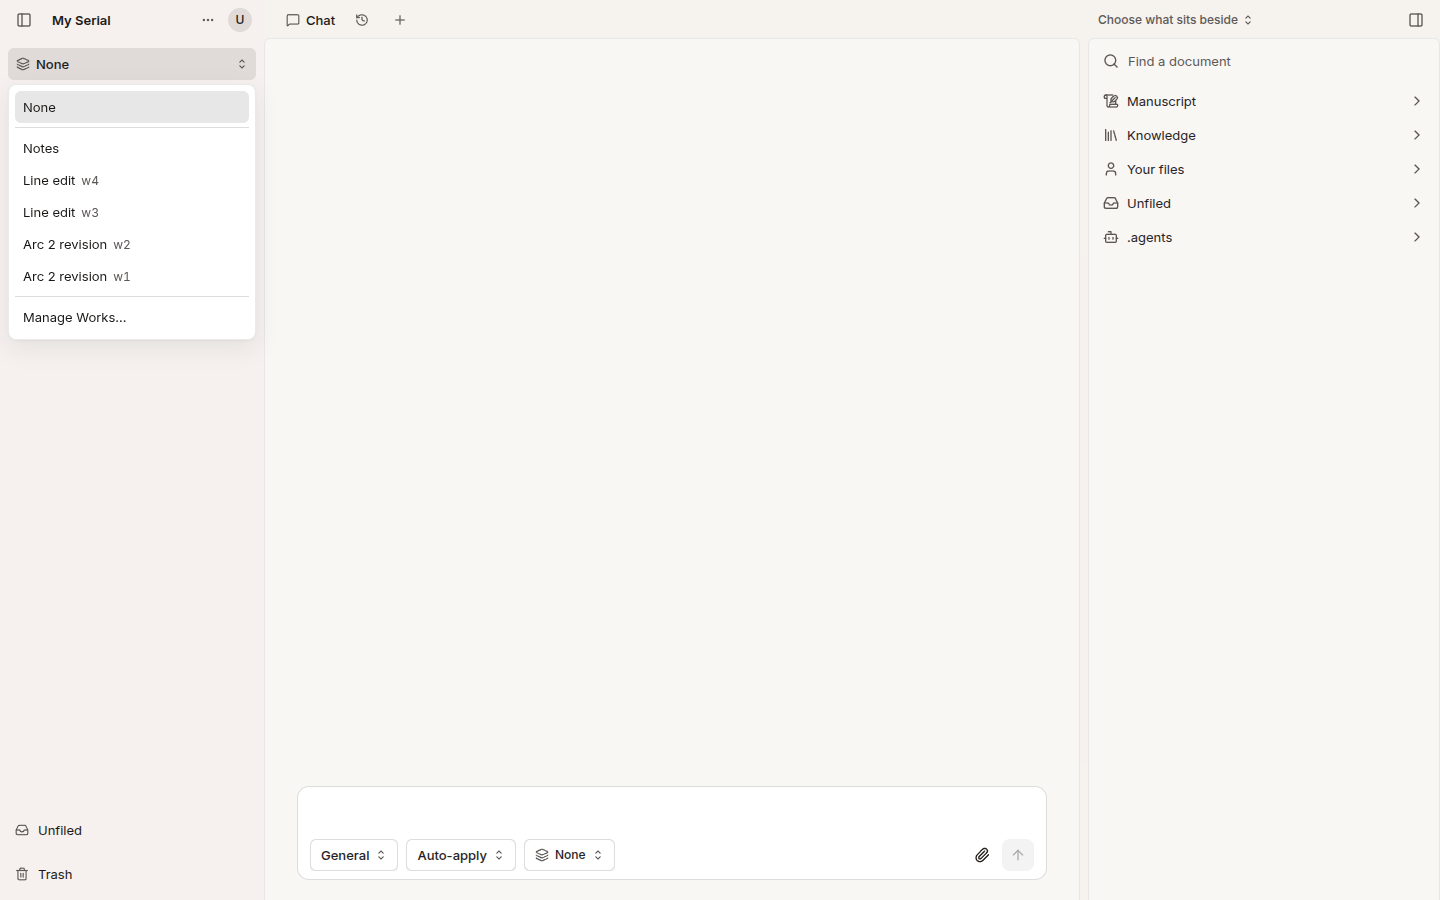 My Serial
U
Chat
Choose what sits beside
None
Find a document
None
Notes
Line edit w4
Line edit w3
Arc 2 revision w2
Arc 2 revision w1
Manage Works...
Manuscript
Knowledge
Your files
Unfiled
.agents
Unfiled
Trash
General
Auto-apply
None